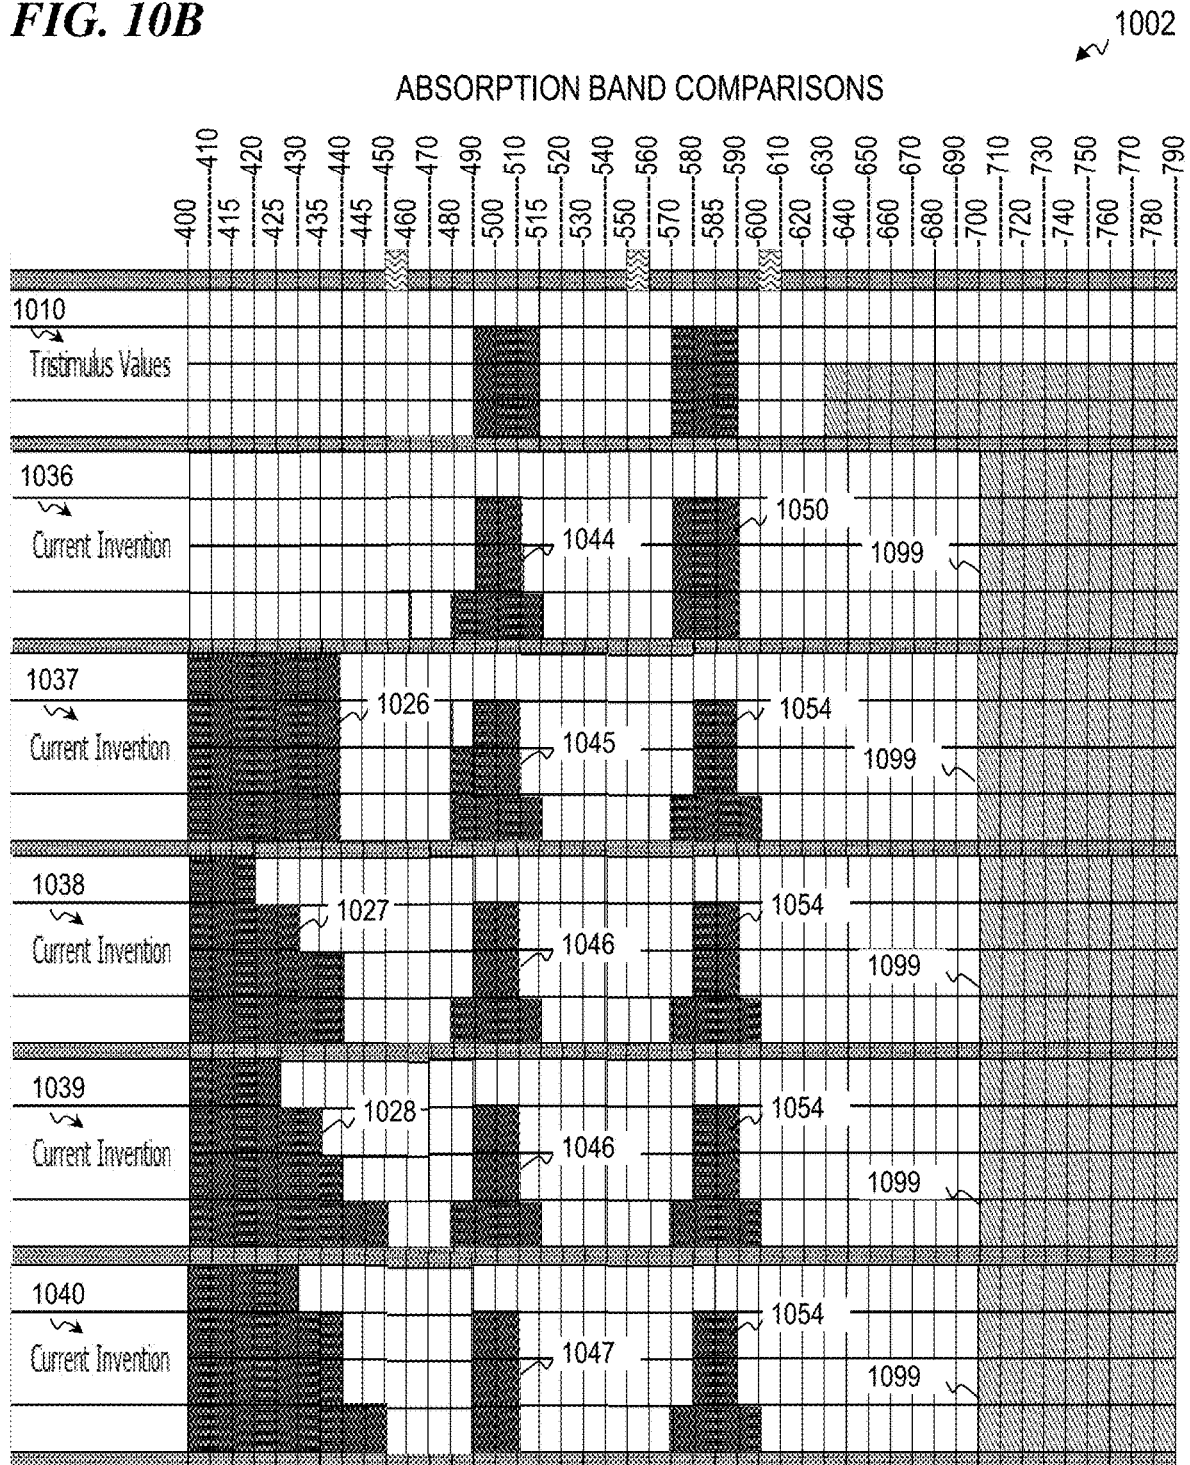 FIG. 10B
1002
ABSORPTION BAND COMPARISONS
-410 -420 -430 -440 -450 -470 -490 -510 -520 -540 -560 -580 -590 -610 -630 -650 -670 -690 -710 -730 -750 -770 -790
-400 -415 -425 -435 -445 -460 -480 -500 -515 -530 -550 -570 -585 -600 -620 -640 -660 -680 -700 -720 -740 -760 -780
1010
Tristimulus Values
1036
1050
1044
Current Invention
1099
1037
1026
1054
1045
Current Invention
1099
1038
1027
1054
1046
Current Invention
1099
1039
1028
1054
1046
Current Invention
1099
1040
1054
1047
Current Invention
1099